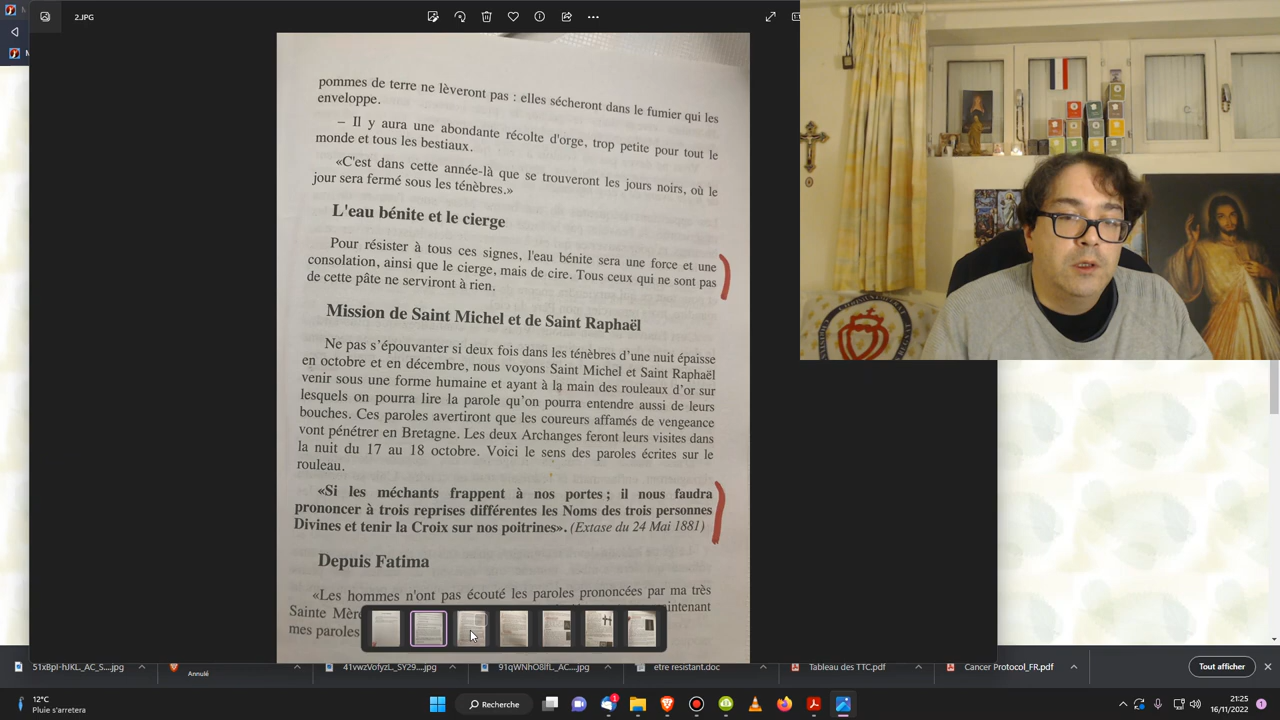 2.JPG
pommes de terre ne lèveront pas : elles sécheront dans le fumier qui les
enveloppe.
– Il y aura une abondante récolte d'orge, trop petite pour tout le
monde et tous les bestiaux.
«C'est dans cette année-là que se trouveront les jours noirs, où le
jour sera fermé sous les ténèbres.»
L'eau bénite et le cierge
Pour résister à tous ces signes, l'eau bénite sera une force et une
consolation, ainsi que le cierge, mais de cire. Tous ceux qui ne sont pas
de cette pâte ne serviront à rien.
Mission de Saint Michel et de Saint Raphaël
Ne pas s'épouvanter si deux fois dans les ténèbres d'une nuit épaisse
en octobre et en décembre, nous voyons Saint Michel et Saint Raphaël
venir sous une forme humaine et ayant à la main des rouleaux d'or sur
lesquels on pourra lire la parole qu'on pourra entendre aussi de leurs
bouches. Ces paroles avertiront que les coureurs affamés de vengeance
vont pénétrer en Bretagne. Les deux Archanges feront leurs visites dans
la nuit du 17 au 18 octobre. Voici le sens des paroles écrites sur le
rouleau.
«Si les méchants frappent à nos portes ; il nous faudra
prononcer à trois reprises différentes les Noms des trois personnes
Divines et tenir la Croix sur nos poitrines». (Extase du 24 Mai 1881)
Depuis Fatima
«Les hommes n'ont pas écouté les paroles prononcées par ma très
Sainte Mère
maintenant
mes paroles
51xBpI-hJKL._AC_S....jpg
Annulé
41vwzVofyzL._SY29....jpg
91qWNhO8lfL._AC_....jpg
etre resistant.doc
Tableau des TTC.pdf
Cancer Protocol_FR.pdf
Tout afficher
12°C
Pluie s'arretera
Recherche
1
21:25
16/11/2022